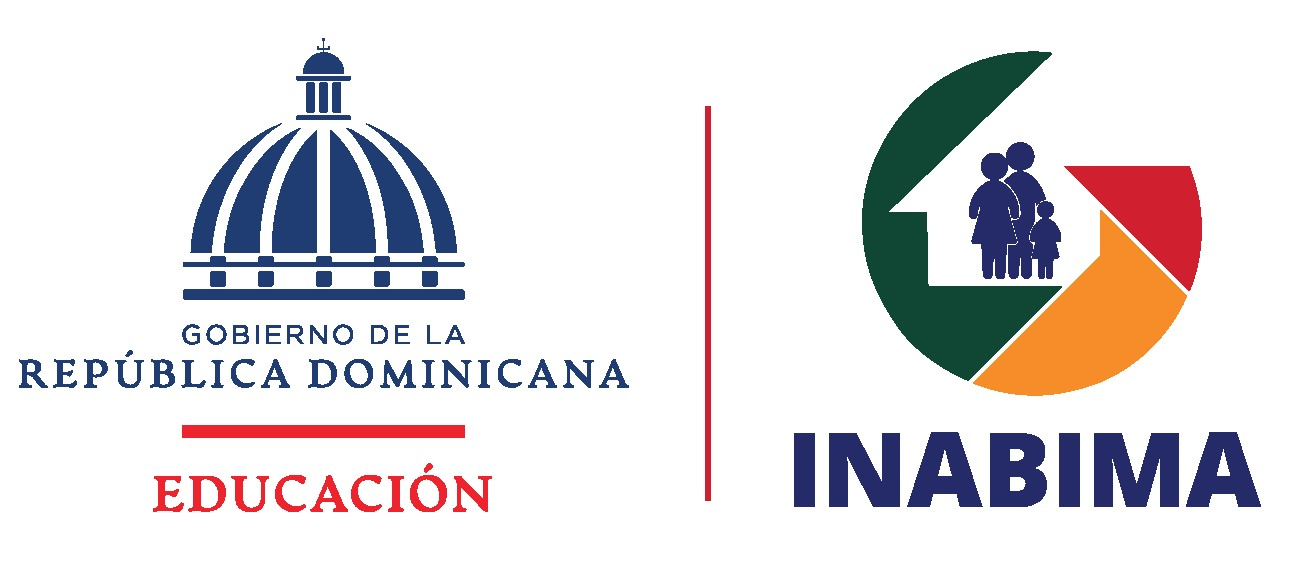 GOBIERNO DE LA
REPÚBLICA DOMINICANA
EDUCACIÓN
INABIMA